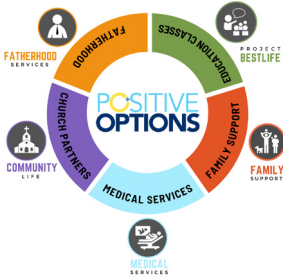 FATHERHOOD
SERVICES
FATHERHOOD
EDUCATION CLASSES
PROJECT
BESTLIFE
POSITIVE
OPTIONS
CHURCH PARTNERS
FAMILY SUPPORT
COMMUNITY
LIFE
FAMILY
SUPPORT
MEDICAL SERVICES
MEDICAL
SERVICES